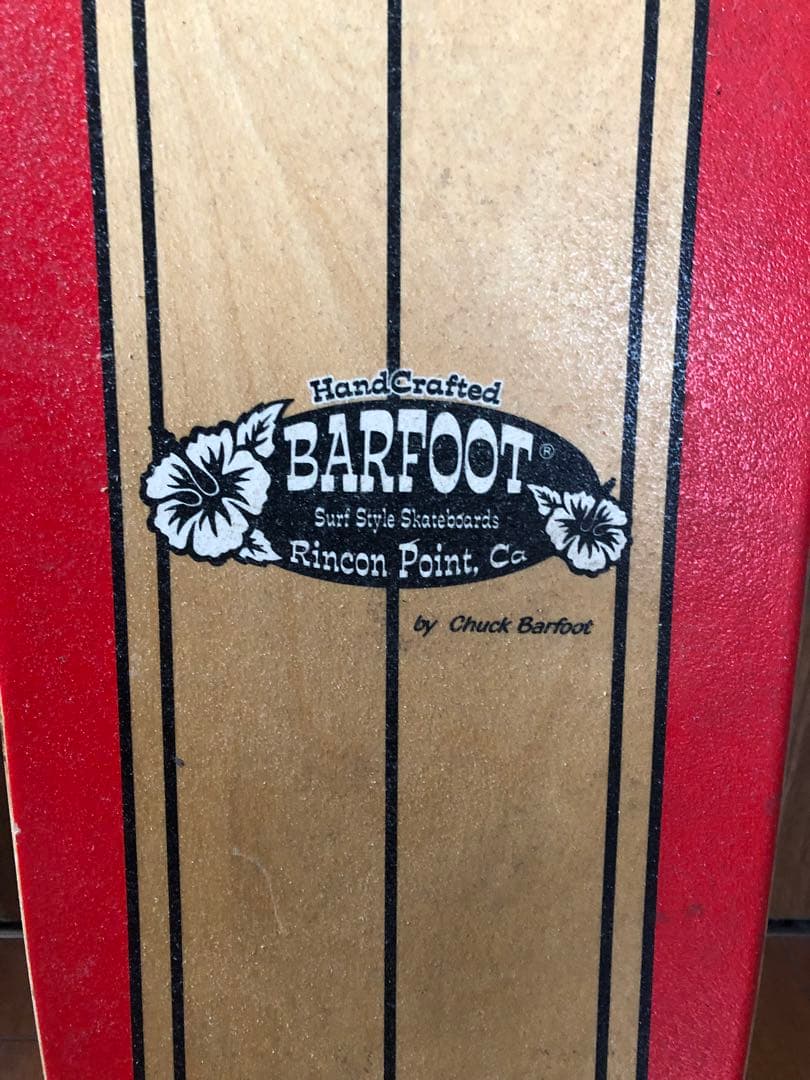 HandCrafted
BARFOOT®
Surf Style Skateboards
Rincon Point, Ca
by Chuck Barfoot